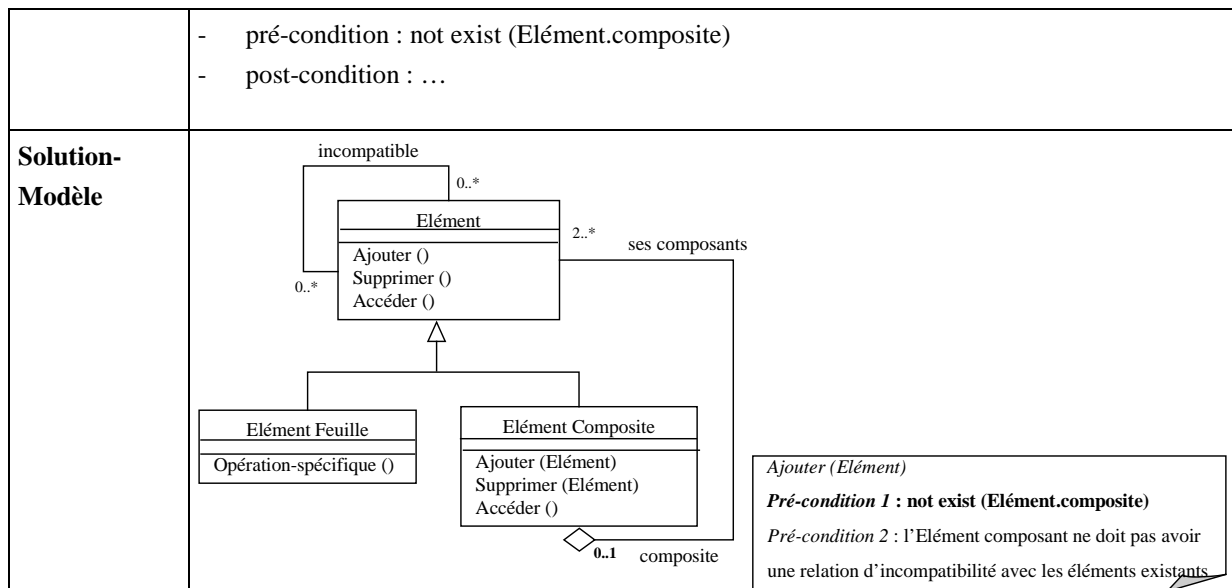 - pré-condition : not exist (Elément.composite)
- post-condition : …
Solution-
Modèle
incompatible
0..*
Elément
2..*
ses composants
Ajouter ()
Supprimer ()
Accéder ()
0..*
Elément Feuille
Opération-spécifique ()
Elément Composite
Ajouter (Elément)
Supprimer (Elément)
Accéder ()
0..1
composite
Ajouter (Elément)
Pré-condition 1 : not exist (Elément.composite)
Pré-condition 2 : l’Elément composant ne doit pas avoir
une relation d’incompatibilité avec les éléments existants